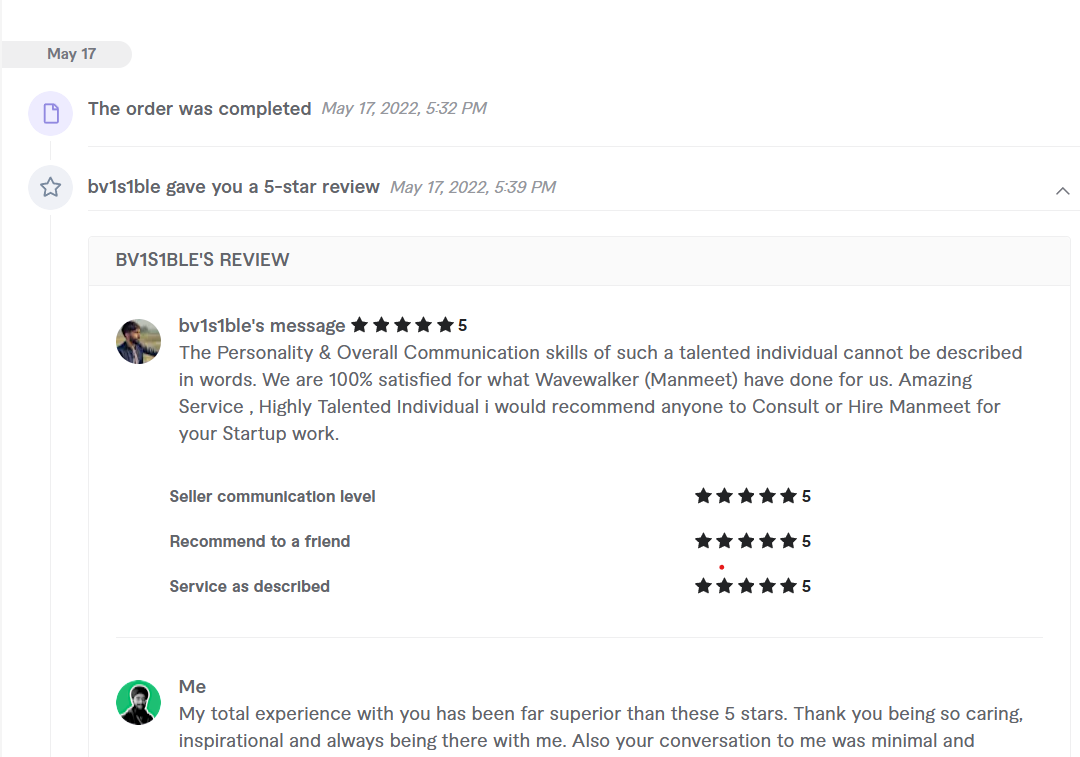 May 17
The order was completed May 17, 2022, 5:32 PM
bv1s1ble gave you a 5-star review May 17, 2022, 5:39 PM
BV1S1BLE'S REVIEW
bv1s1ble's message 5
The Personality & Overall Communication skills of such a talented individual cannot be described
in words. We are 100% satisfied for what Wavewalker (Manmeet) have done for us. Amazing
Service , Highly Talented Individual i would recommend anyone to Consult or Hire Manmeet for
your Startup work.
Seller communication level 5
Recommend to a friend 5
Service as described 5
Me
My total experience with you has been far superior than these 5 stars. Thank you being so caring,
inspirational and always being there with me. Also your conversation to me was minimal and